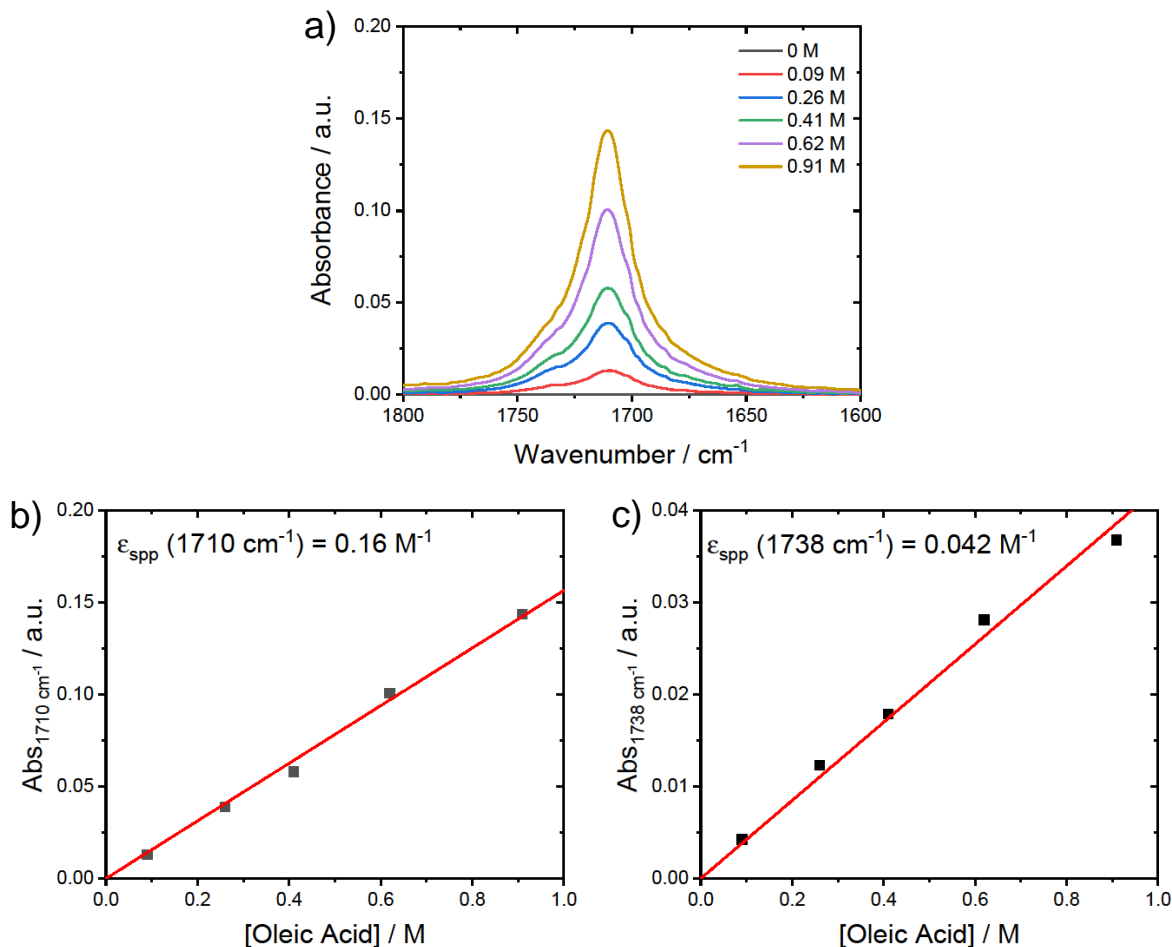 a)
0.20
0.15
0.10
0.05
0.00
Absorbance / a.u.
0 M
0.09 M
0.26 M
0.41 M
0.62 M
0.91 M
1800 1750 1700 1650 1600
Wavenumber / cm⁻¹
b)
ε_spp (1710 cm⁻¹) = 0.16 M⁻¹
0.20
0.15
0.10
0.05
0.00
Abs_1710 cm⁻¹ / a.u.
0.0 0.2 0.4 0.6 0.8 1.0
[Oleic Acid] / M
c)
ε_spp (1738 cm⁻¹) = 0.042 M⁻¹
0.04
0.03
0.02
0.01
0.00
Abs_1738 cm⁻¹ / a.u.
0.0 0.2 0.4 0.6 0.8 1.0
[Oleic Acid] / M